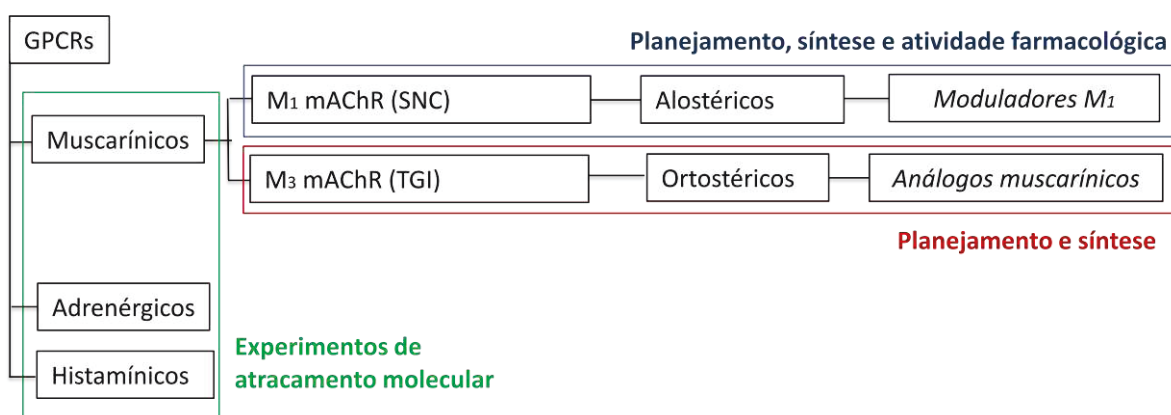 GPCRs
Planejamento, síntese e atividade farmacológica
M1 mAChR (SNC)
Alostéricos
Moduladores M1
Muscarínicos
M3 mAChR (TGI)
Ortostéricos
Análogos muscarínicos
Planejamento e síntese
Adrenérgicos
Experimentos de
atracamento molecular
Histamínicos